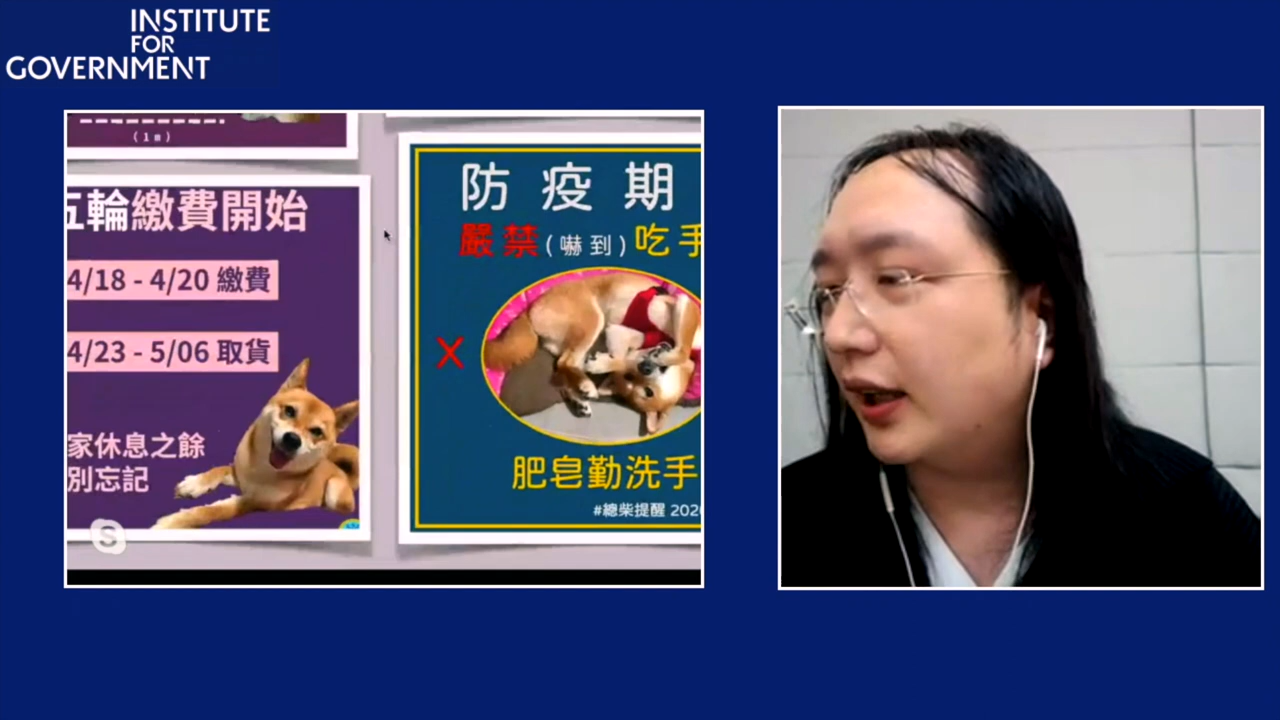 INSTITUTE
FOR
GOVERNMENT
(1m)
五輪繳費開始
4/18 - 4/20 繳費
4/23 - 5/06 取貨
家休息之餘
別忘記
防疫期
嚴禁(嚇到)吃手
X
肥皂勤洗手
#總柴提醒 202
S